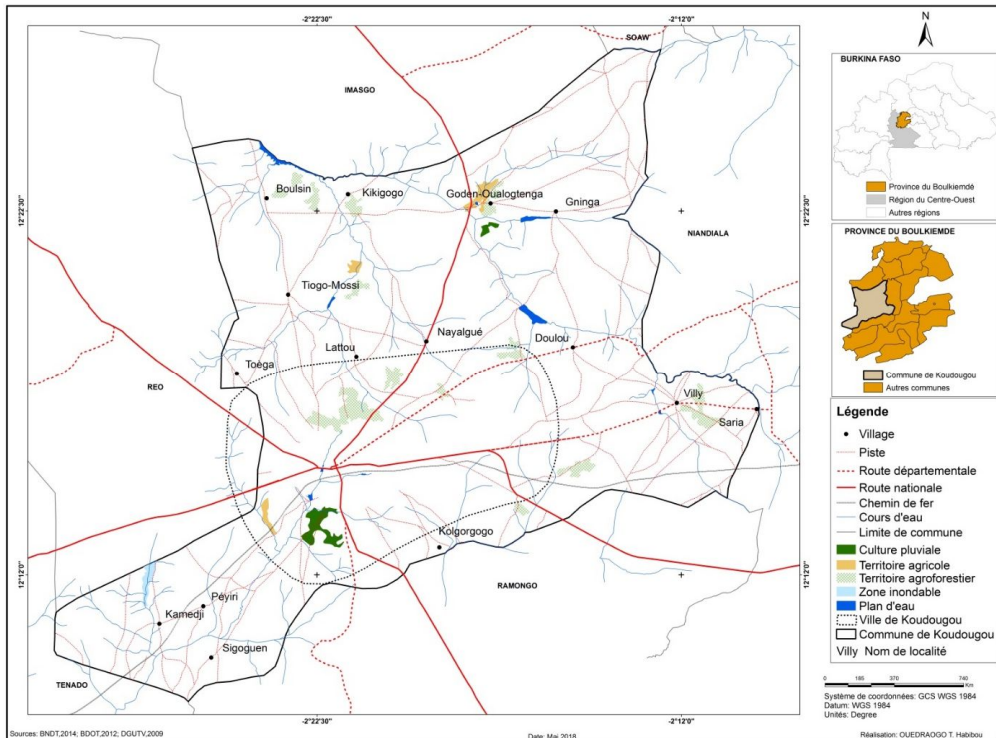 -2°22'30"
-2°12'0"
N
SOAW
IMASGO
BURKINA FASO
Province du Boulkiemdé
Région du Centre-Ouest
Autres régions
Boulsin
Kikigogo
Goden-Oualogtenga
Gninga
12°22'30"
12°22'30"
NIANDIALA
PROVINCE DU BOULKIEMDE
Commune de Koudougou
Autres communes
Tiogo-Mossi
Nayalgué
Lattou
Doulou
Toèga
REO
Villy
Saria
Légende
Village
Piste
Route départementale
Route nationale
Chemin de fer
Cours d'eau
Limite de commune
Culture pluviale
Territoire agricole
Territoire agroforestier
Zone inondable
Plan d'eau
Ville de Koudougou
Commune de Koudougou
Villy Nom de localité
Kolgorgogo
12°12'0"
12°12'0"
RAMONGO
Péyiri
Kamedji
Sigoguen
TENADO
0 185 370 740
Km
Système de coordonnées: GCS WGS 1984
Datum: WGS 1984
Unités: Degree
-2°22'30"
-2°12'0"
Sources: BNDT,2014; BDOT,2012; DGUTV,2009
Date: Mai 2018
Réalisation: OUEDRAOGO T. Habibou